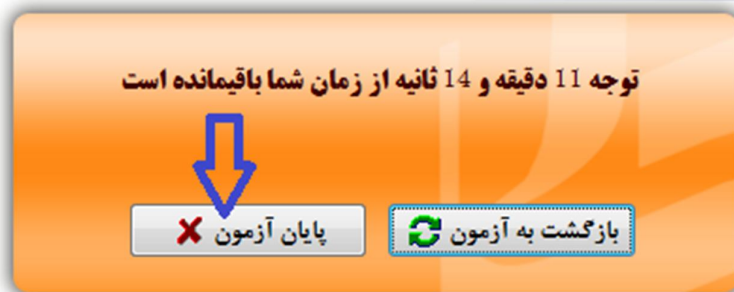 توجه 11 دقیقه و 14 ثانیه از زمان شما باقیمانده است
بازگشت به آزمون
پایان آزمون